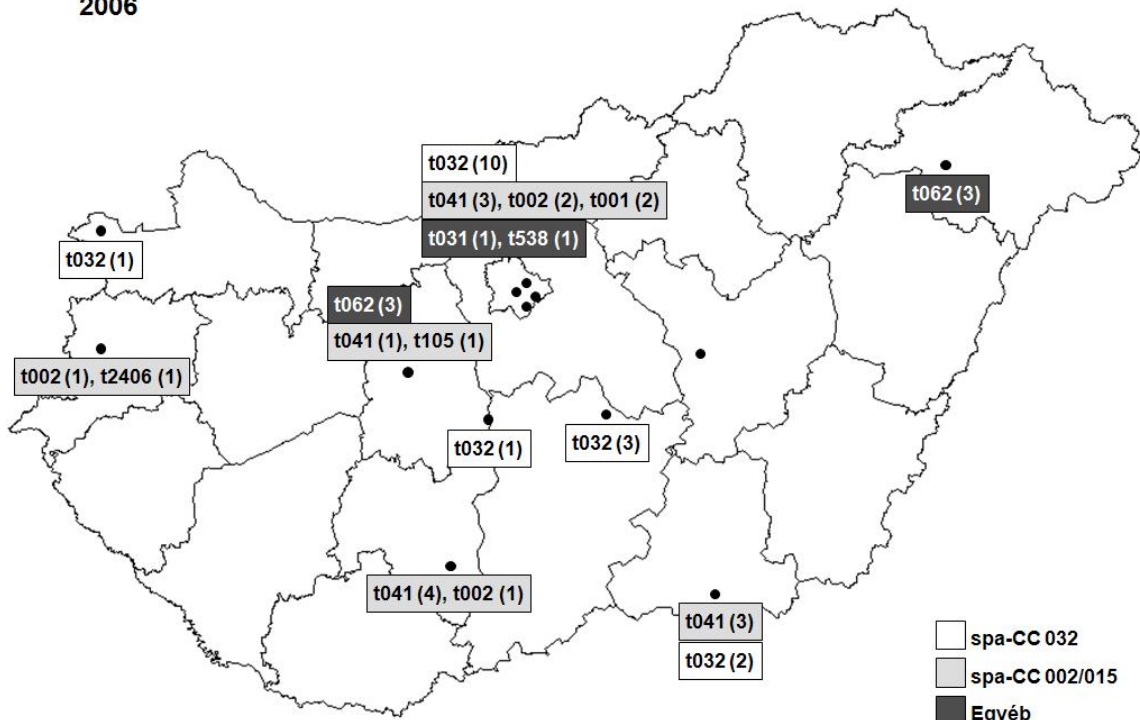 2006
t032 (10)
t041 (3), t002 (2), t001 (2)
t031 (1), t538 (1)
t062 (3)
t032 (1)
t062 (3)
t041 (1), t105 (1)
t002 (1), t2406 (1)
t032 (1)
t032 (3)
t041 (4), t002 (1)
t041 (3)
t032 (2)
spa-CC 032
spa-CC 002/015
Egyéb